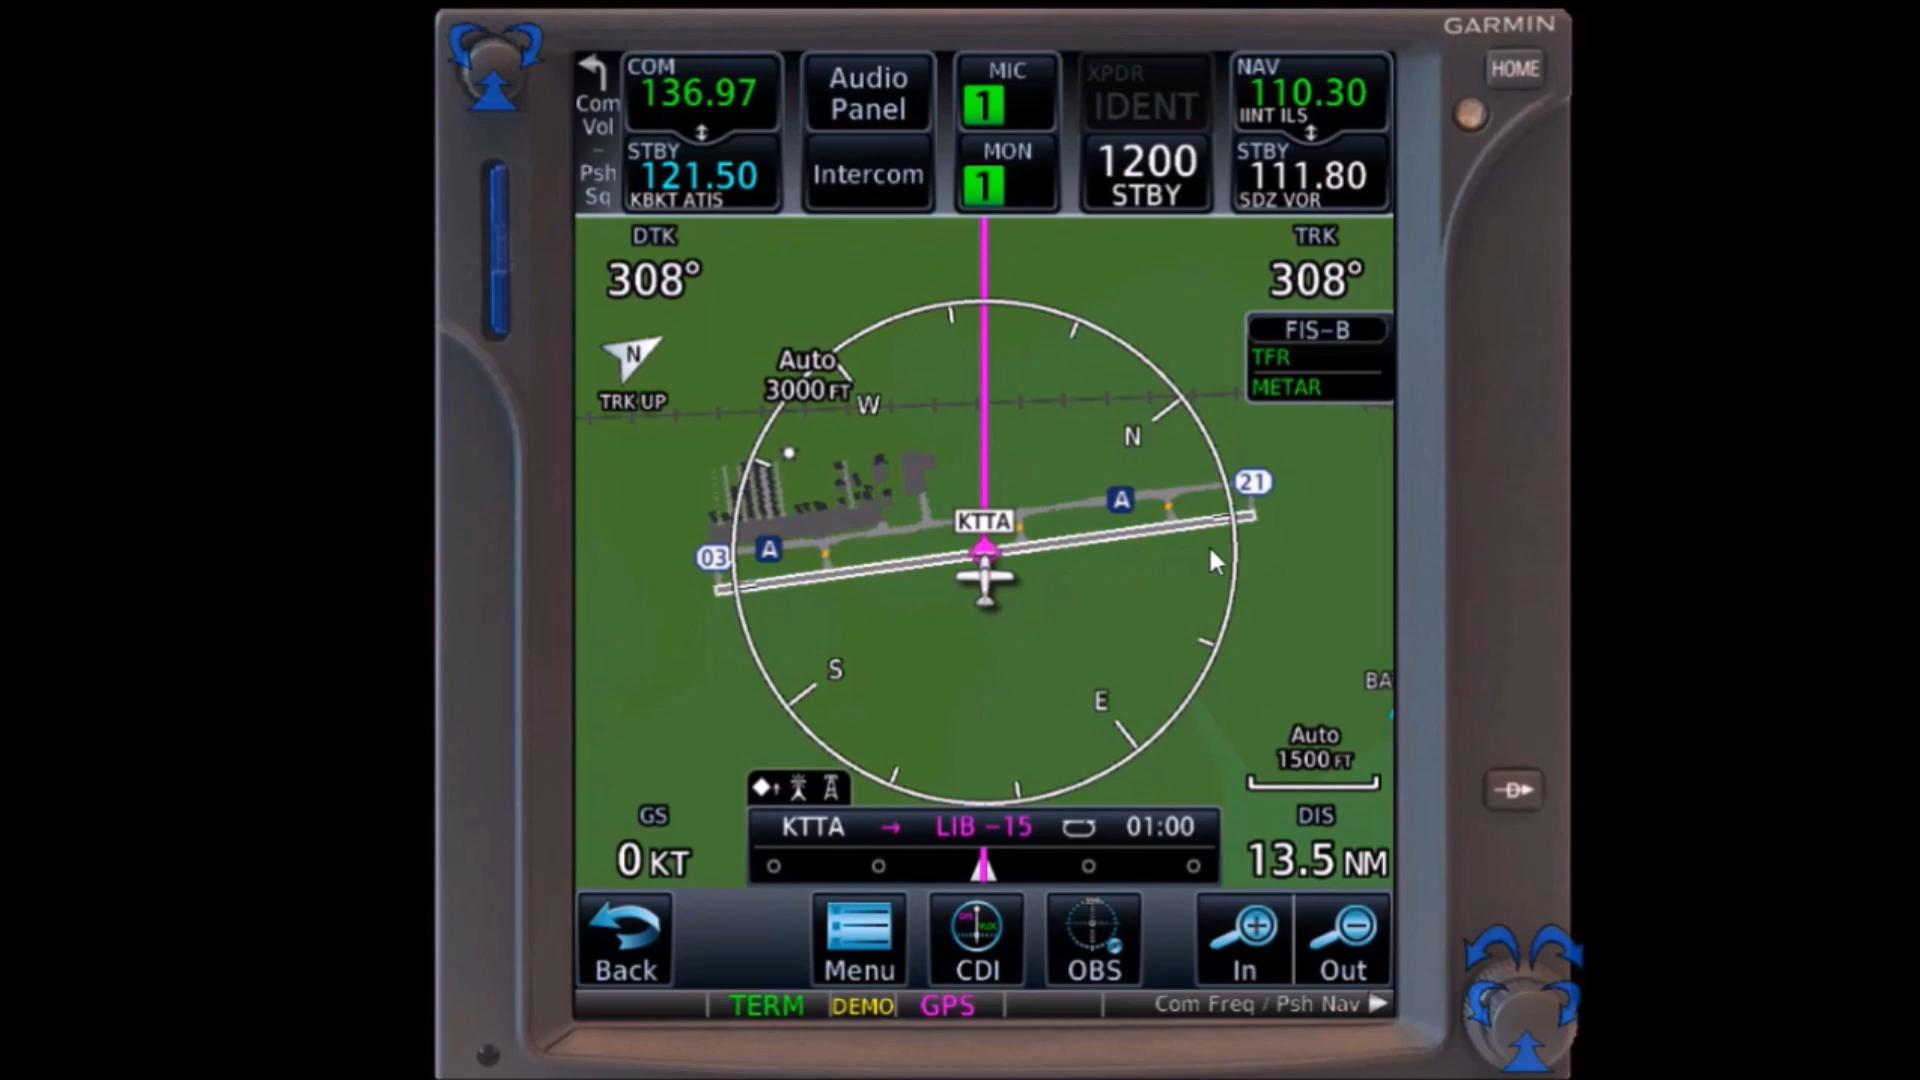 GARMIN
HOME
Com
Vol
-
Psh
Sq
COM
136.97
STBY
121.50
KBKT ATIS
Audio
Panel
Intercom
MIC
1
MON
1
XPDR
IDENT
1200
STBY
NAV
110.30
IINT ILS
STBY
111.80
SDZ VOR
DTK
308°
TRK
308°
N
TRK UP
FIS-B
TFR
METAR
Auto
3000 FT
W
N
21
A
KTTA
03
A
S
E
BA
Auto
1500 FT
GS
0 KT
KTTA → LIB -15 01:00
DIS
13.5 NM
D
Back
Menu
GPS
VLOC
CDI
OBS
In
Out
TERM DEMO GPS
Com Freq / Psh Nav